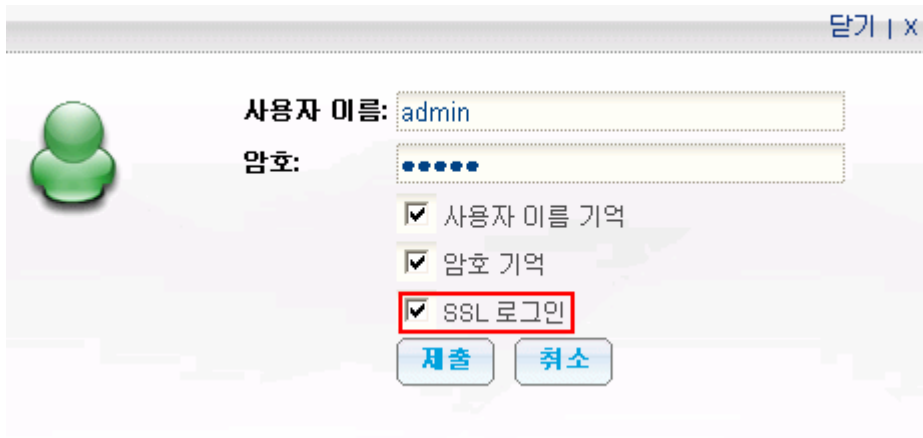 닫기 | X
사용자 이름: admin
암호: •••••
사용자 이름 기억
암호 기억
SSL 로그인
제출 취소